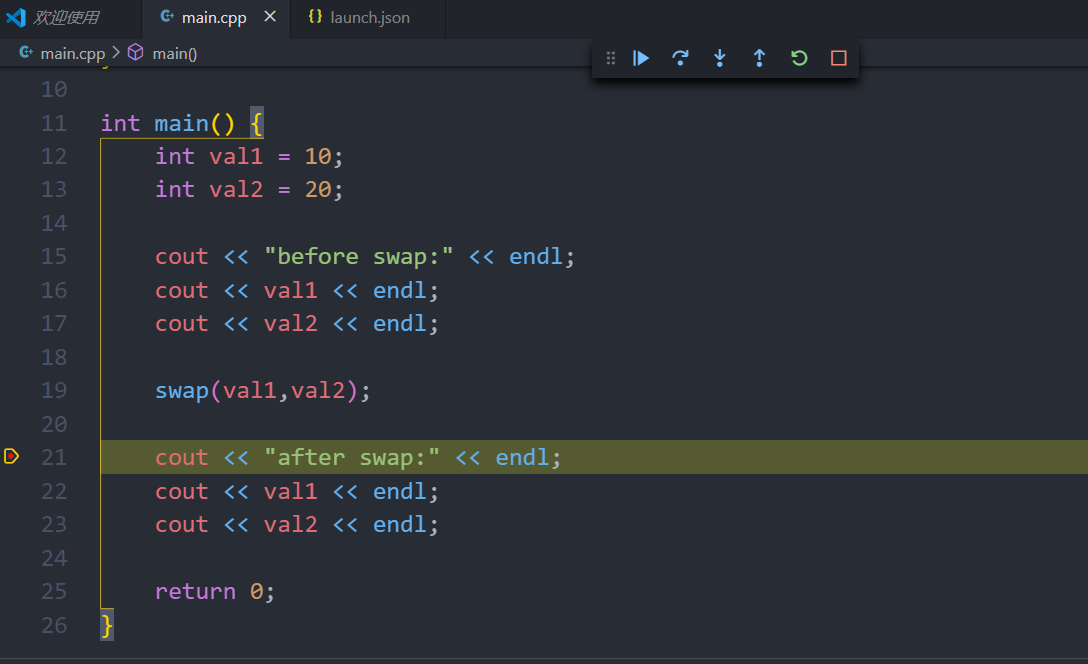 欢迎使用 main.cpp × launch.json
main.cpp > main()
10
11 int main() {
12     int val1 = 10;
13     int val2 = 20;
14
15     cout << "before swap:" << endl;
16     cout << val1 << endl;
17     cout << val2 << endl;
18
19     swap(val1,val2);
20
21     cout << "after swap:" << endl;
22     cout << val1 << endl;
23     cout << val2 << endl;
24
25     return 0;
26 }